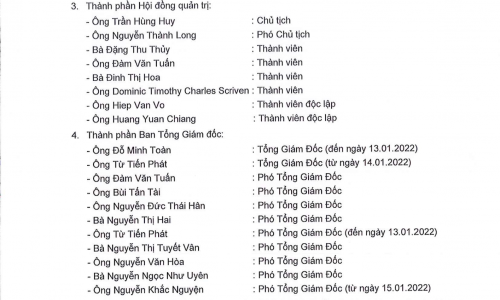 3. Thành phần Hội đồng quản trị:
- Ông Trần Hùng Huy : Chủ tịch
- Ông Nguyễn Thành Long : Phó Chủ tịch
- Bà Đặng Thu Thủy : Thành viên
- Ông Đàm Văn Tuấn : Thành viên
- Bà Đinh Thị Hoa : Thành viên
- Ông Dominic Timothy Charles Scriven : Thành viên
- Ông Hiep Van Vo : Thành viên độc lập
- Ông Huang Yuan Chiang : Thành viên độc lập
4. Thành phần Ban Tổng Giám đốc:
- Ông Đỗ Minh Toàn : Tổng Giám Đốc (đến ngày 13.01.2022)
- Ông Từ Tiến Phát : Tổng Giám Đốc (từ ngày 14.01.2022)
- Ông Đàm Văn Tuấn : Phó Tổng Giám Đốc
- Ông Bùi Tấn Tài : Phó Tổng Giám Đốc
- Ông Nguyễn Đức Thái Hân : Phó Tổng Giám Đốc
- Bà Nguyễn Thị Hai : Phó Tổng Giám Đốc
- Ông Từ Tiến Phát : Phó Tổng Giám Đốc (đến ngày 13.01.2022)
- Bà Nguyễn Thị Tuyết Vân : Phó Tổng Giám Đốc
- Ông Nguyễn Văn Hòa : Phó Tổng Giám Đốc
- Bà Nguyễn Ngọc Như Uyên : Phó Tổng Giám Đốc
- Ông Nguyễn Khắc Nguyện : Phó Tổng Giám Đốc (từ ngày 15.01.2022)